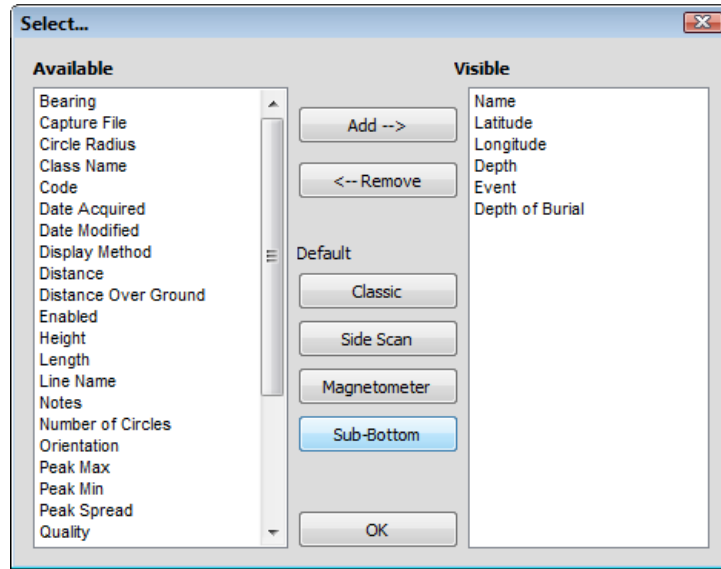 Select...
Available
Visible
Bearing
Capture File
Circle Radius
Class Name
Code
Date Acquired
Date Modified
Display Method
Distance
Distance Over Ground
Enabled
Height
Length
Line Name
Notes
Number of Circles
Orientation
Peak Max
Peak Min
Peak Spread
Quality
Add -->
<-- Remove
Default
Classic
Side Scan
Magnetometer
Sub-Bottom
OK
Name
Latitude
Longitude
Depth
Event
Depth of Burial